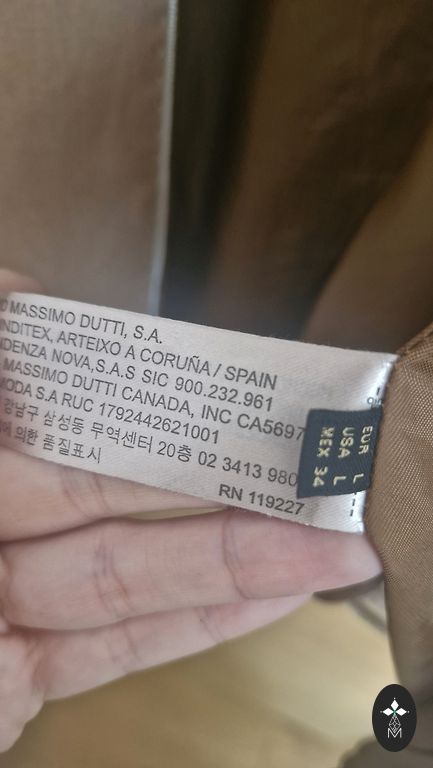 MASSIMO DUTTI, S.A.
INDITEX, ARTEIXO A CORUÑA / SPAIN
NOVA,S.A.S SIC 900.232.961
MASSIMO DUTTI CANADA, INC CA5697
MODA S.A RUC 1792442621001
강남구 삼성동 무역센터 20층 02 3413 980
의한 품질표시
RN 119227
EUR L
USA L
MEX 34